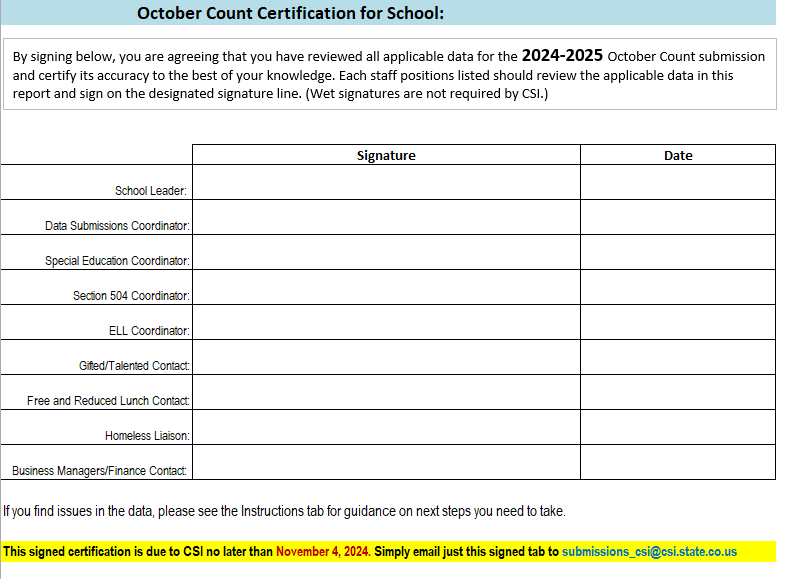 October Count Certification for School:
By signing below, you are agreeing that you have reviewed all applicable data for the 2024-2025 October Count submission
and certify its accuracy to the best of your knowledge. Each staff positions listed should review the applicable data in this
report and sign on the designated signature line. (Wet signatures are not required by CSI.)
Signature Date
School Leader:
Data Submissions Coordinator:
Special Education Coordinator:
Section 504 Coordinator:
ELL Coordinator:
Gifted/Talented Contact:
Free and Reduced Lunch Contact:
Homeless Liaison:
Business Managers/Finance Contact:
If you find issues in the data, please see the Instructions tab for guidance on next steps you need to take.
This signed certification is due to CSI no later than November 4, 2024. Simply email just this signed tab to submissions_csi@csi.state.co.us